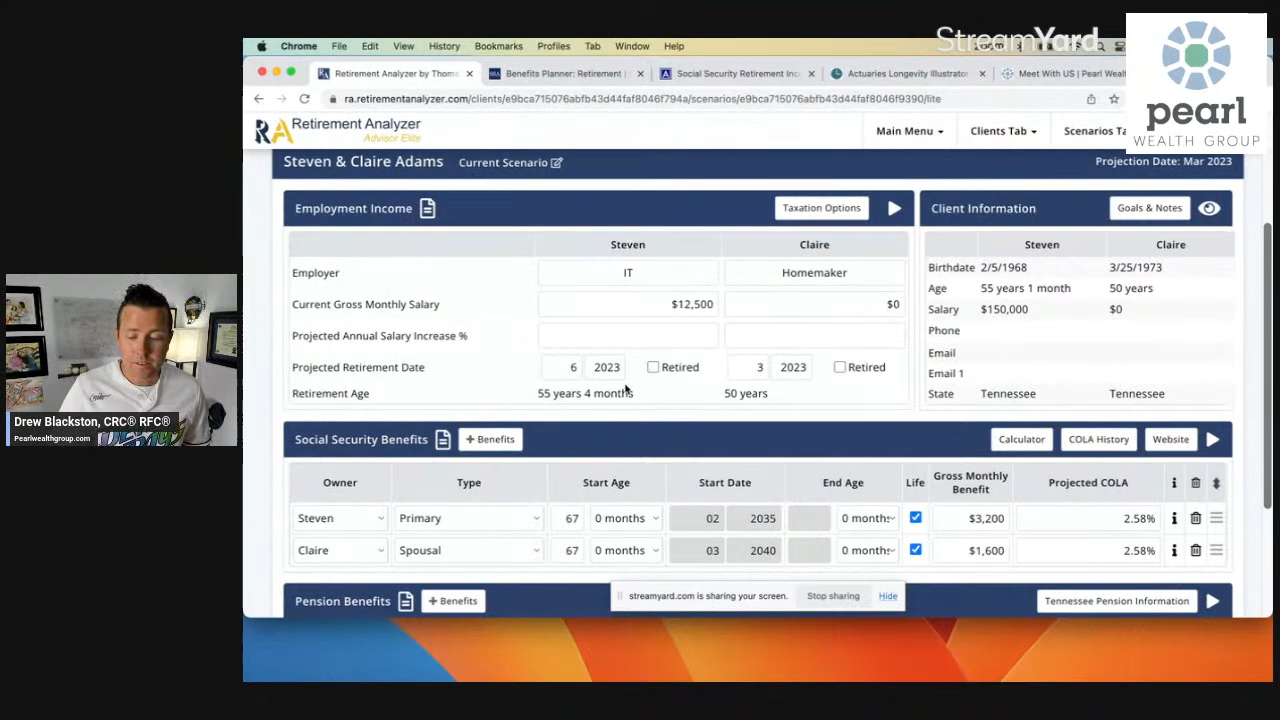 StreamYard
pearl
WEALTH GROUP
Chrome File Edit View History Bookmarks Profiles Tab Window Help
Retirement Analyzer by Thoma Benefits Planner: Retirement Social Security Retirement Inc Actuaries Longevity Illustrator Meet With US | Pearl Wealt
ra.retirementanalyzer.com/clients/e9bca715076abfb43d44faf8046f794a/scenarios/e9bca715076abfb43d44faf8046f9390/lite
RA Retirement Analyzer
Advisor Elite
Main Menu Clients Tab Scenarios Ta
Steven & Claire Adams Current Scenario Projection Date: Mar 2023
Employment Income Taxation Options
Steven Claire
Employer IT Homemaker
Current Gross Monthly Salary $12,500 $0
Projected Annual Salary Increase %
Projected Retirement Date 6 2023 Retired 3 2023 Retired
Retirement Age 55 years 4 months 50 years
Client Information Goals & Notes
Steven Claire
Birthdate 2/5/1968 3/25/1973
Age 55 years 1 month 50 years
Salary $150,000 $0
Phone
Email
Email 1
State Tennessee Tennessee
Social Security Benefits + Benefits Calculator COLA History Website
Owner Type Start Age Start Date End Age Life Gross Monthly Benefit Projected COLA
Steven Primary 67 0 months 02 2035 0 months $3,200 2.58%
Claire Spousal 67 0 months 03 2040 0 months $1,600 2.58%
streamyard.com is sharing your screen. Stop sharing Hide
Pension Benefits + Benefits Tennessee Pension Information
Drew Blackston, CRC® RFC®
Pearlwealthgroup.com